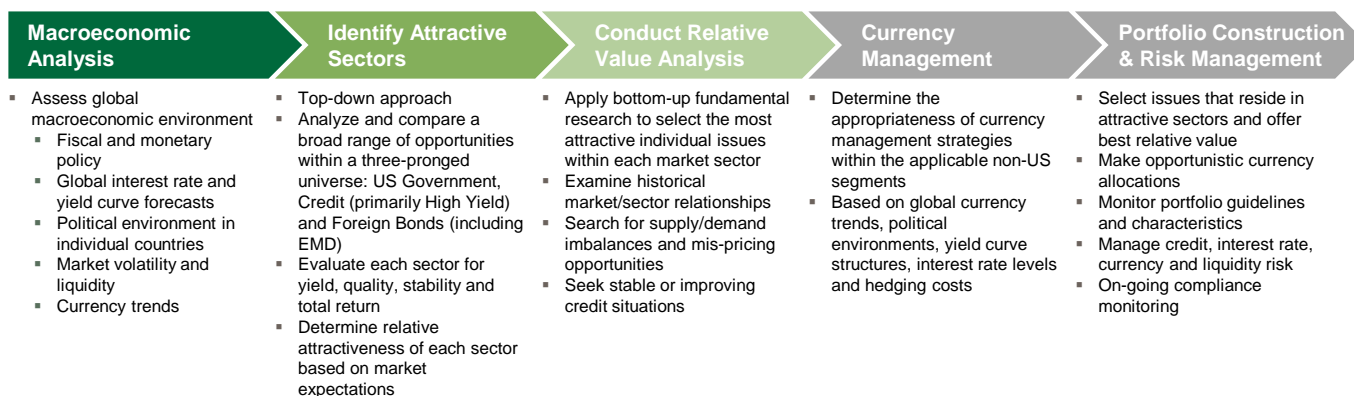 Macroeconomic
Analysis
▪ Assess global
macroeconomic environment
▪ Fiscal and monetary
policy
▪ Global interest rate and
yield curve forecasts
▪ Political environment in
individual countries
▪ Market volatility and
liquidity
▪ Currency trends
Identify Attractive
Sectors
▪ Top-down approach
▪ Analyze and compare a
broad range of opportunities
within a three-pronged
universe: US Government,
Credit (primarily High Yield)
and Foreign Bonds (including
EMD)
▪ Evaluate each sector for
yield, quality, stability and
total return
▪ Determine relative
attractiveness of each sector
based on market
expectations
Conduct Relative
Value Analysis
▪ Apply bottom-up fundamental
research to select the most
attractive individual issues
within each market sector
▪ Examine historical
market/sector relationships
▪ Search for supply/demand
imbalances and mis-pricing
opportunities
▪ Seek stable or improving
credit situations
Currency
Management
▪ Determine the
appropriateness of currency
management strategies
within the applicable non-US
segments
▪ Based on global currency
trends, political
environments, yield curve
structures, interest rate levels
and hedging costs
Portfolio Construction
& Risk Management
▪ Select issues that reside in
attractive sectors and offer
best relative value
▪ Make opportunistic currency
allocations
▪ Monitor portfolio guidelines
and characteristics
▪ Manage credit, interest rate,
currency and liquidity risk
▪ On-going compliance
monitoring